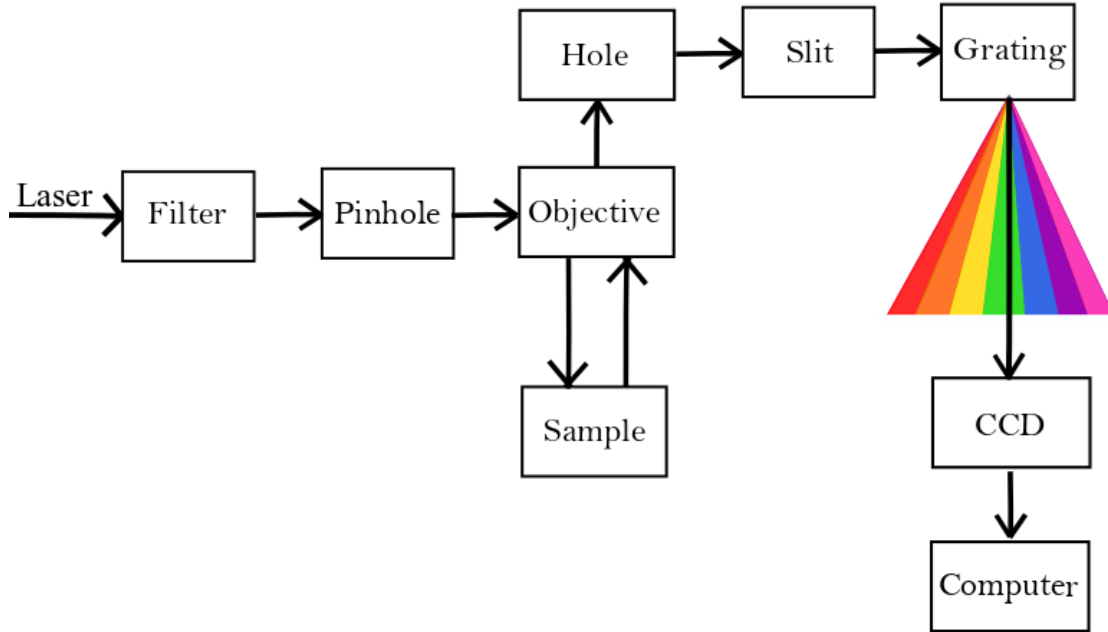 Laser
Filter
Pinhole
Objective
Sample
Hole
Slit
Grating
CCD
Computer